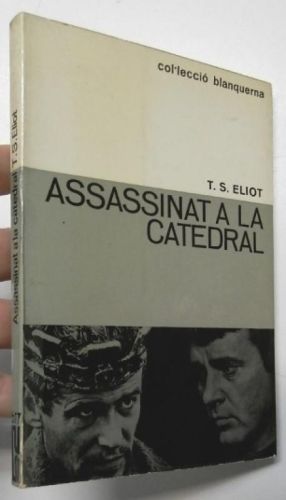 col·lecció blanquerna
T. S. ELIOT
ASSASSINAT A LA
CATEDRAL
Assassinat a la catedral T.S.Eliot